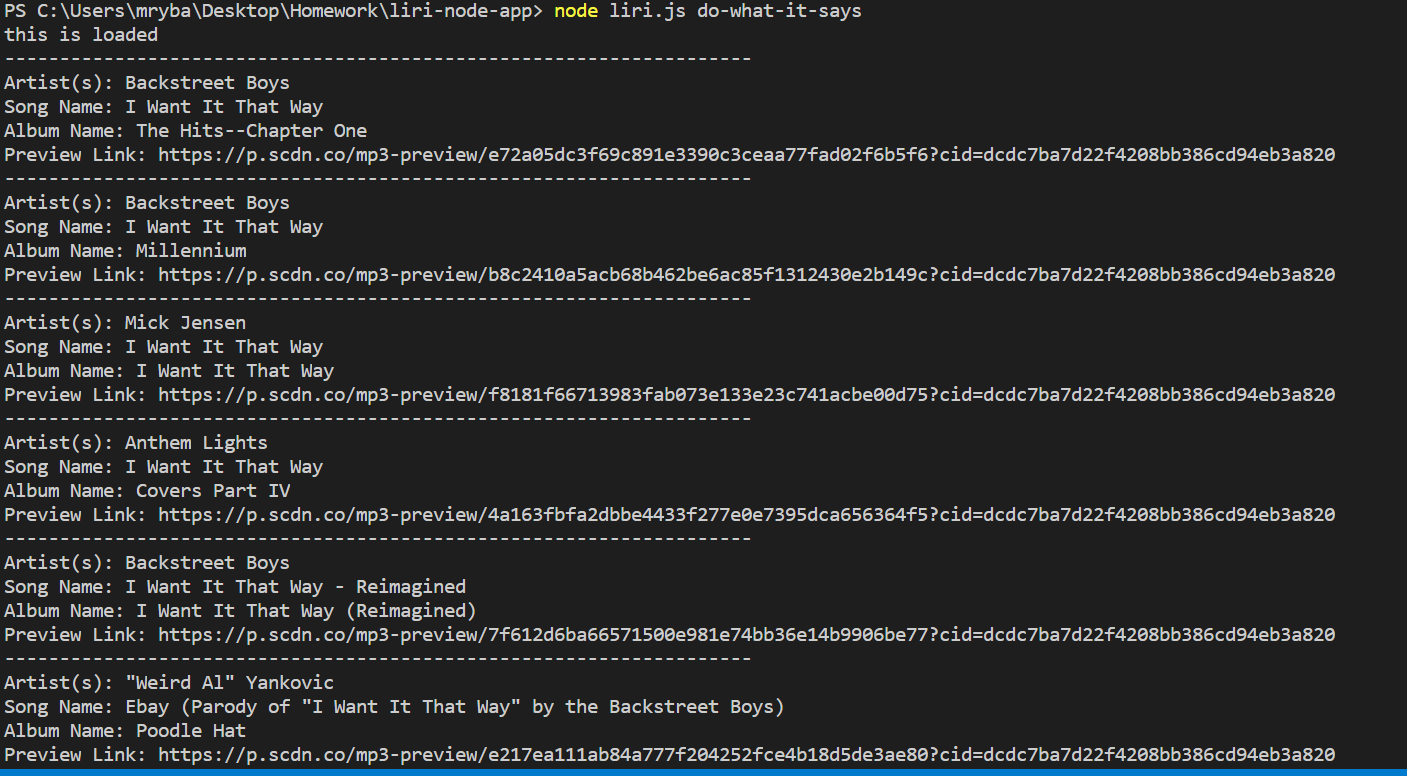 PS C:\Users\mryba\Desktop\Homework\liri-node-app> node liri.js do-what-it-says
this is loaded
--------------------------------------------------------------------
Artist(s): Backstreet Boys
Song Name: I Want It That Way
Album Name: The Hits--Chapter One
Preview Link: https://p.scdn.co/mp3-preview/e72a05dc3f69c891e3390c3ceaa77fad02f6b5f6?cid=dcdc7ba7d22f4208bb386cd94eb3a820
--------------------------------------------------------------------
Artist(s): Backstreet Boys
Song Name: I Want It That Way
Album Name: Millennium
Preview Link: https://p.scdn.co/mp3-preview/b8c2410a5acb68b462be6ac85f1312430e2b149c?cid=dcdc7ba7d22f4208bb386cd94eb3a820
--------------------------------------------------------------------
Artist(s): Mick Jensen
Song Name: I Want It That Way
Album Name: I Want It That Way
Preview Link: https://p.scdn.co/mp3-preview/f8181f66713983fab073e133e23c741acbe00d75?cid=dcdc7ba7d22f4208bb386cd94eb3a820
--------------------------------------------------------------------
Artist(s): Anthem Lights
Song Name: I Want It That Way
Album Name: Covers Part IV
Preview Link: https://p.scdn.co/mp3-preview/4a163fbfa2dbbe4433f277e0e7395dca656364f5?cid=dcdc7ba7d22f4208bb386cd94eb3a820
--------------------------------------------------------------------
Artist(s): Backstreet Boys
Song Name: I Want It That Way - Reimagined
Album Name: I Want It That Way (Reimagined)
Preview Link: https://p.scdn.co/mp3-preview/7f612d6ba66571500e981e74bb36e14b9906be77?cid=dcdc7ba7d22f4208bb386cd94eb3a820
--------------------------------------------------------------------
Artist(s): "Weird Al" Yankovic
Song Name: Ebay (Parody of "I Want It That Way" by the Backstreet Boys)
Album Name: Poodle Hat
Preview Link: https://p.scdn.co/mp3-preview/e217ea111ab84a777f204252fce4b18d5de3ae80?cid=dcdc7ba7d22f4208bb386cd94eb3a820